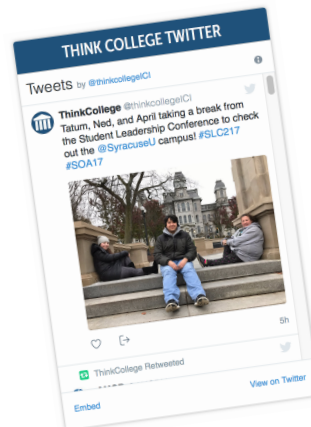 THINK COLLEGE TWITTER
Tweets by @thinkcollegeICI
ThinkCollege @thinkcollegeICI
Tatum, Ned, and April taking a break from
the Student Leadership Conference to check
out the @SyracuseU campus! #SLC217
#SOA17
5h
ThinkCollege Retweeted
Embed
View on Twitter